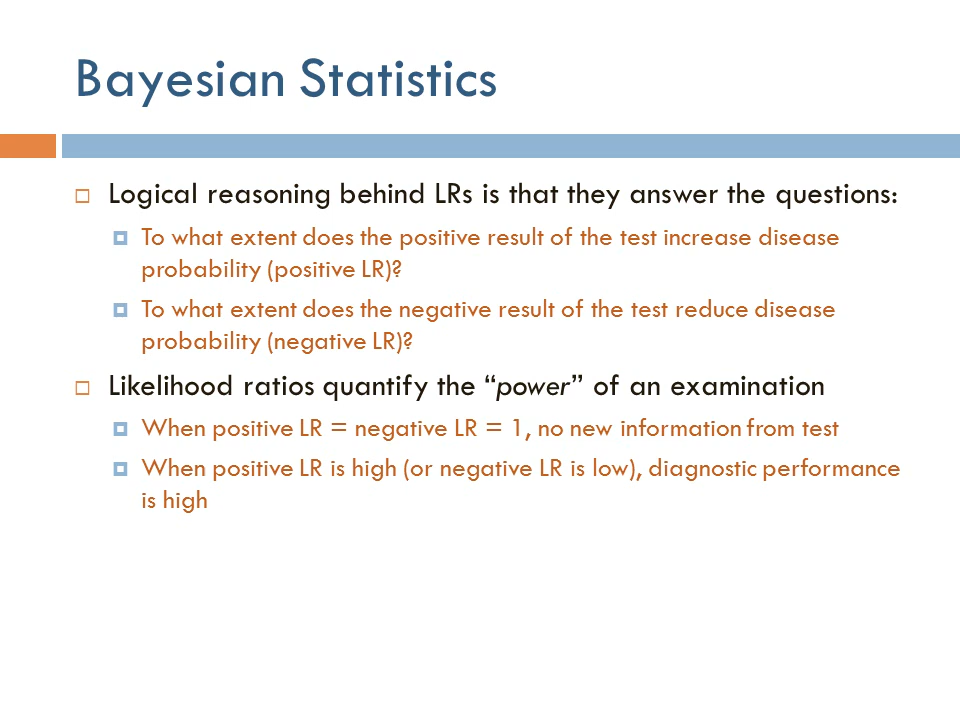 Bayesian Statistics
Logical reasoning behind LRs is that they answer the questions:
To what extent does the positive result of the test increase disease
probability (positive LR)?
To what extent does the negative result of the test reduce disease
probability (negative LR)?
Likelihood ratios quantify the “power” of an examination
When positive LR = negative LR = 1, no new information from test
When positive LR is high (or negative LR is low), diagnostic performance
is high